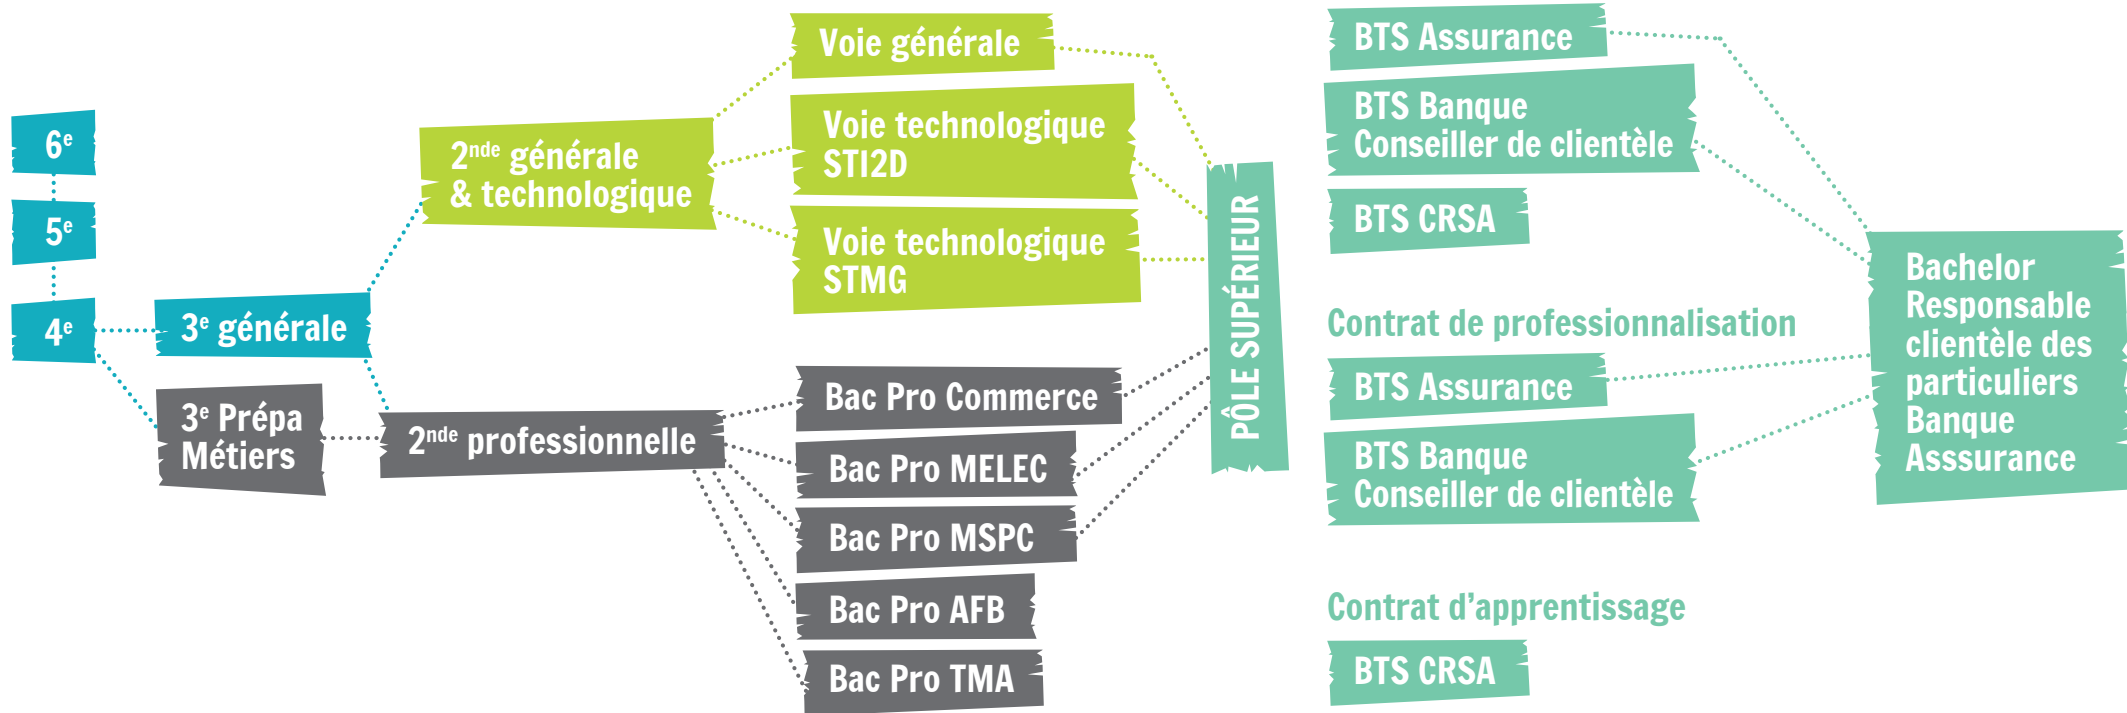 6e
5e
4e
3e générale
3e Prépa
Métiers
2nde générale
& technologique
2nde professionnelle
Voie générale
Voie technologique
STI2D
Voie technologique
STMG
Bac Pro Commerce
Bac Pro MELEC
Bac Pro MSPC
Bac Pro AFB
Bac Pro TMA
PÔLE SUPÉRIEUR
BTS Assurance
BTS Banque
Conseiller de clientèle
BTS CRSA
Contrat de professionnalisation
BTS Assurance
BTS Banque
Conseiller de clientèle
Contrat d’apprentissage
BTS CRSA
Bachelor
Responsable
clientèle des
particuliers
Banque
Asssurance